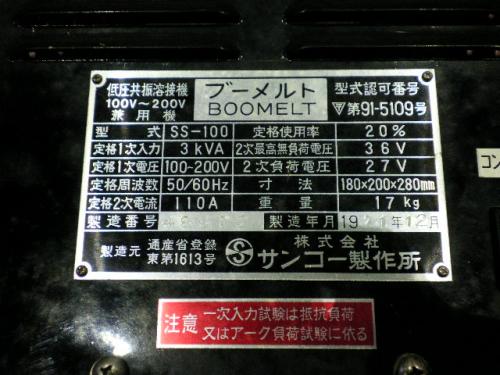 低圧共振溶接機
100V～200V
兼用機
ブーメルト
BOOMELT
型式認可番号
第91-5109号
型式 SS-100 定格使用率 20%
定格1次入力 3kVA 2次最高無負荷電圧 36V
定格1次電圧 100~200V 2次負荷電圧 27V
定格周波数 50/60Hz 寸法 180×200×280mm
定格2次電流 110A 重量 17kg
製造番号 製造年月 12月
製造元 通産省登録
東第1613号
株式会社
サンコー製作所
注意
一次入力試験は抵抗負荷
又はアーク負荷試験に依る
コン